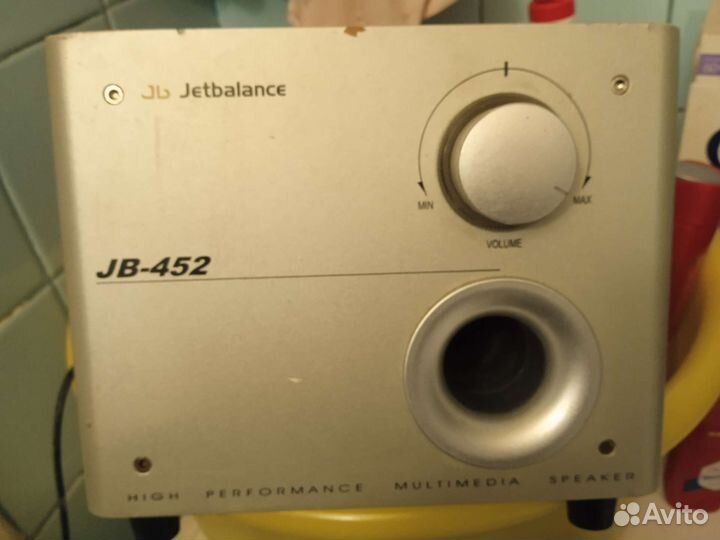 Jb Jetbalance
MIN
MAX
VOLUME
JB-452
HIGH PERFORMANCE MULTIMEDIA SPEAKER
Avito